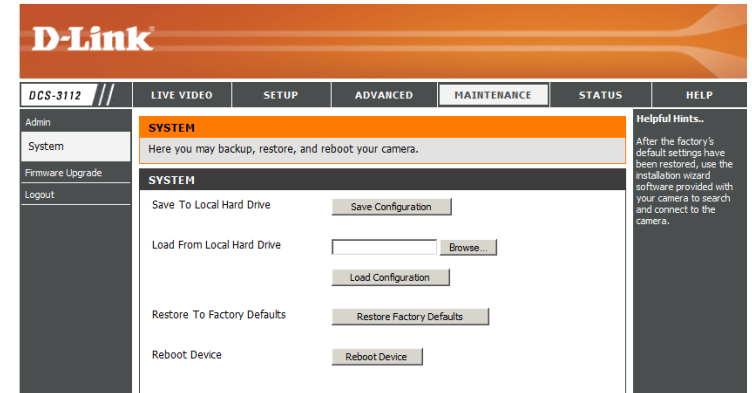 D-Link
DCS-3112 //
LIVE VIDEO
SETUP
ADVANCED
MAINTENANCE
STATUS
HELP
Admin
System
Firmware Upgrade
Logout
SYSTEM
Here you may backup, restore, and reboot your camera.
SYSTEM
Save To Local Hard Drive
Save Configuration
Load From Local Hard Drive
Browse...
Load Configuration
Restore To Factory Defaults
Restore Factory Defaults
Reboot Device
Reboot Device
Helpful Hints..
After the factory's
default settings have
been restored, use the
installation wizard
software provided with
your camera to search
and connect to the
camera.